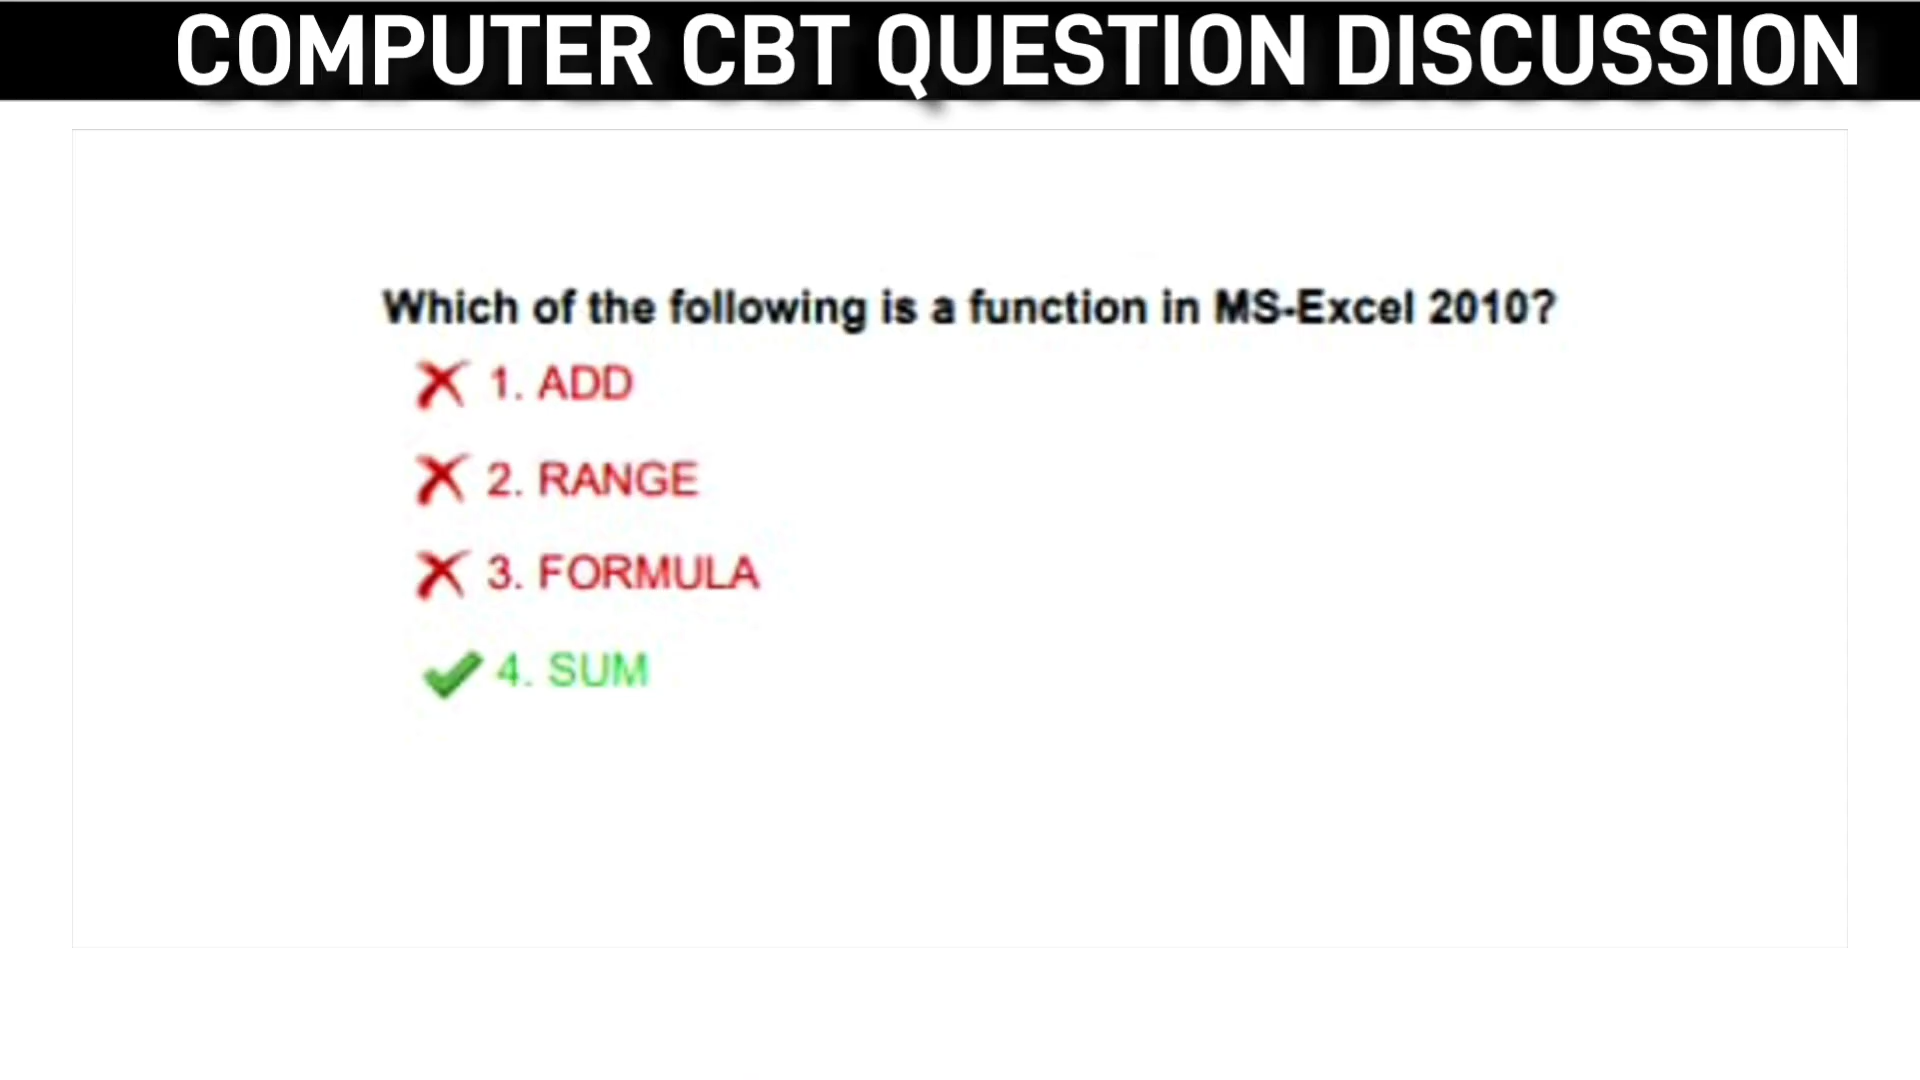 COMPUTER CBT QUESTION DISCUSSION
Which of the following is a function in MS-Excel 2010?
1. ADD
2. RANGE
3. FORMULA
4. SUM